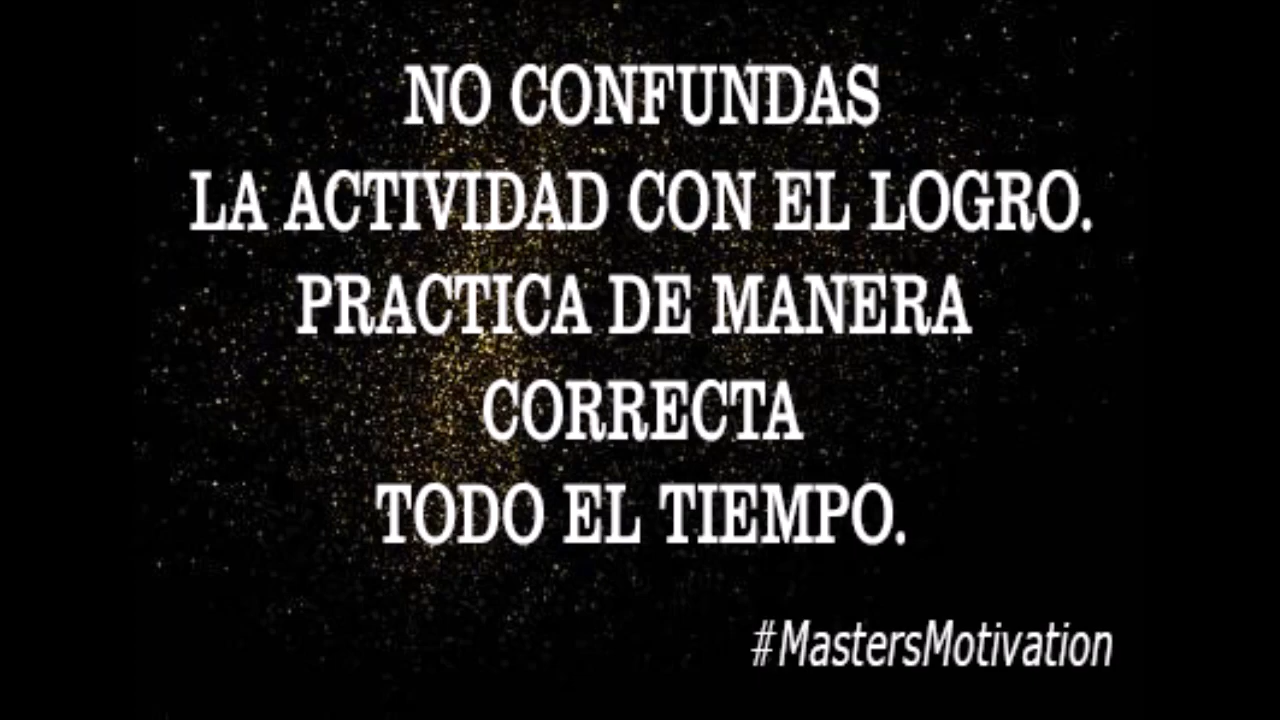 NO CONFUNDAS
LA ACTIVIDAD CON EL LOGRO.
PRACTICA DE MANERA
CORRECTA
TODO EL TIEMPO.
#MastersMotivation